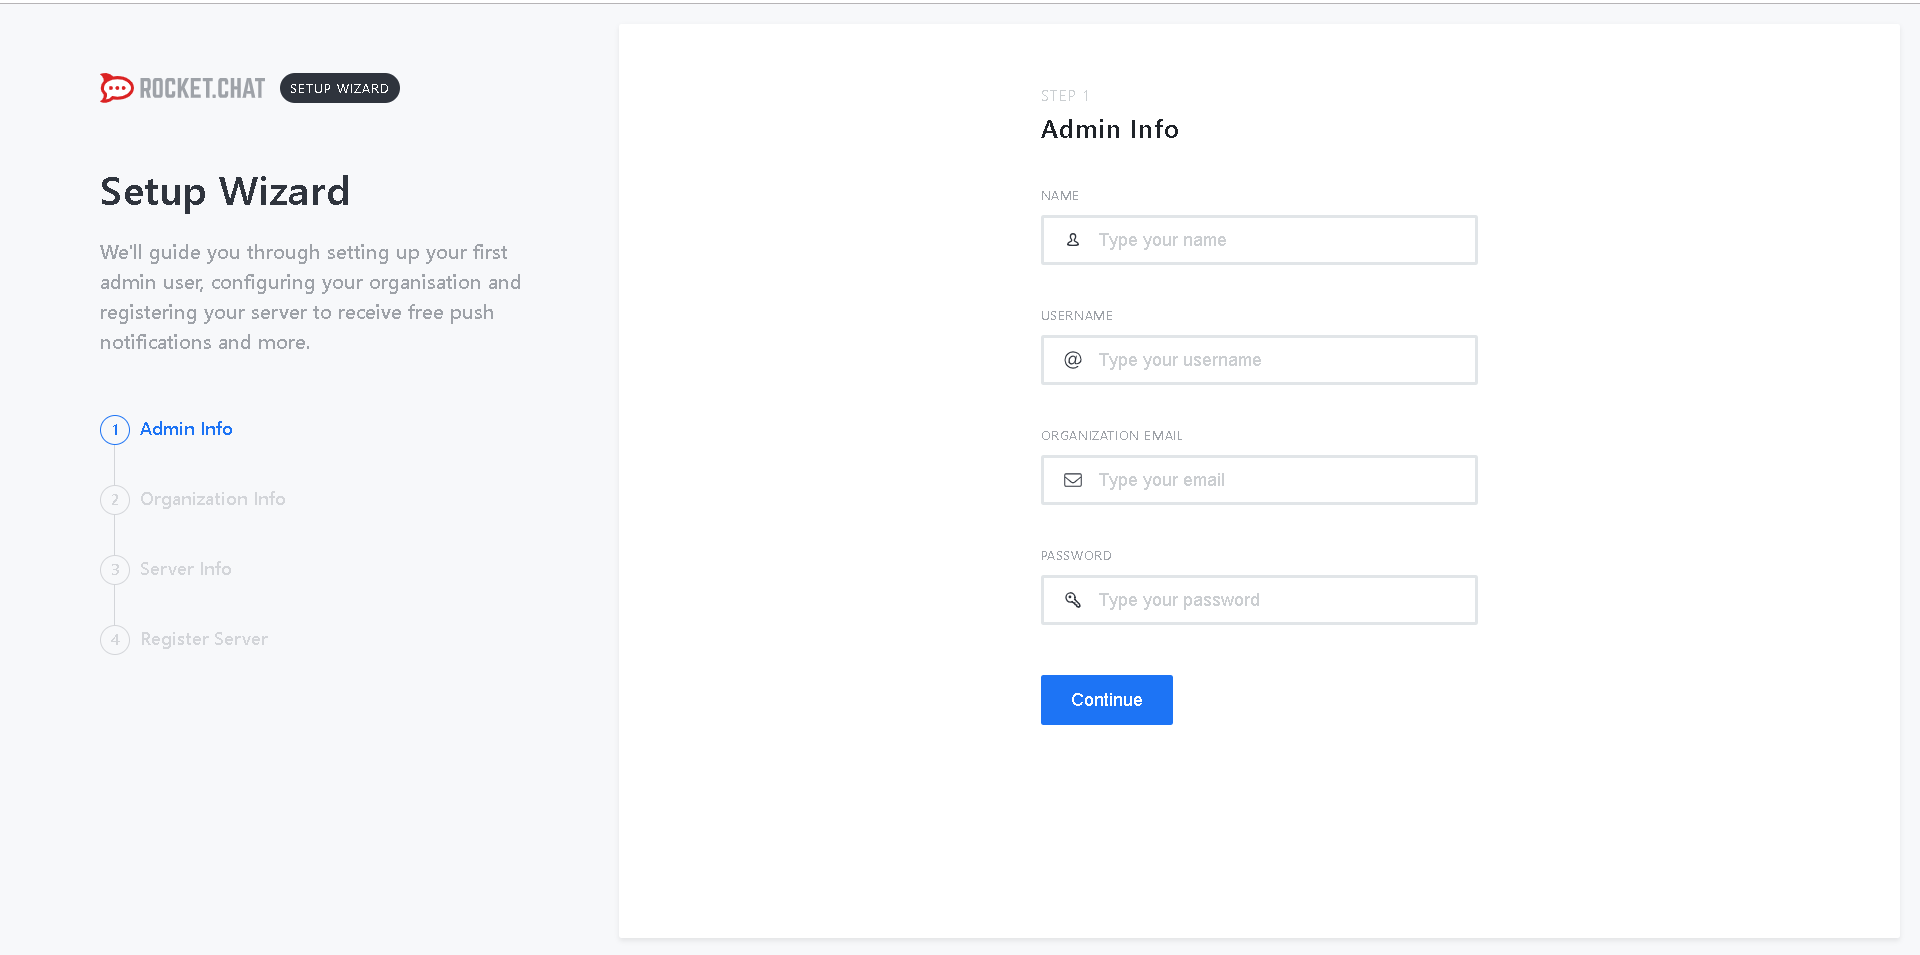 ROCKET.CHAT
SETUP WIZARD
Setup Wizard
We'll guide you through setting up your first
admin user, configuring your organisation and
registering your server to receive free push
notifications and more.
1 Admin Info
2 Organization Info
3 Server Info
4 Register Server
STEP 1
Admin Info
NAME
Type your name
USERNAME
@ Type your username
ORGANIZATION EMAIL
Type your email
PASSWORD
Type your password
Continue